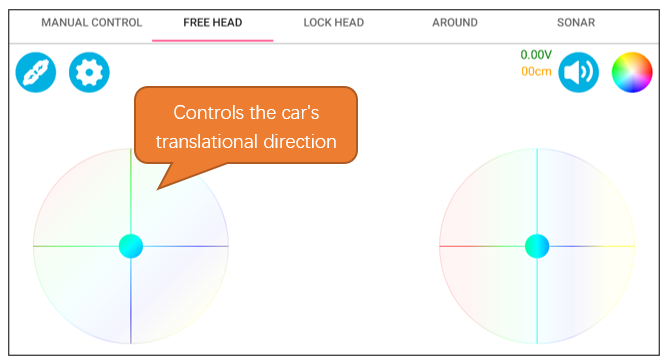 MANUAL CONTROL FREE HEAD LOCK HEAD AROUND SONAR
0.00V
00cm
Controls the car's
translational direction